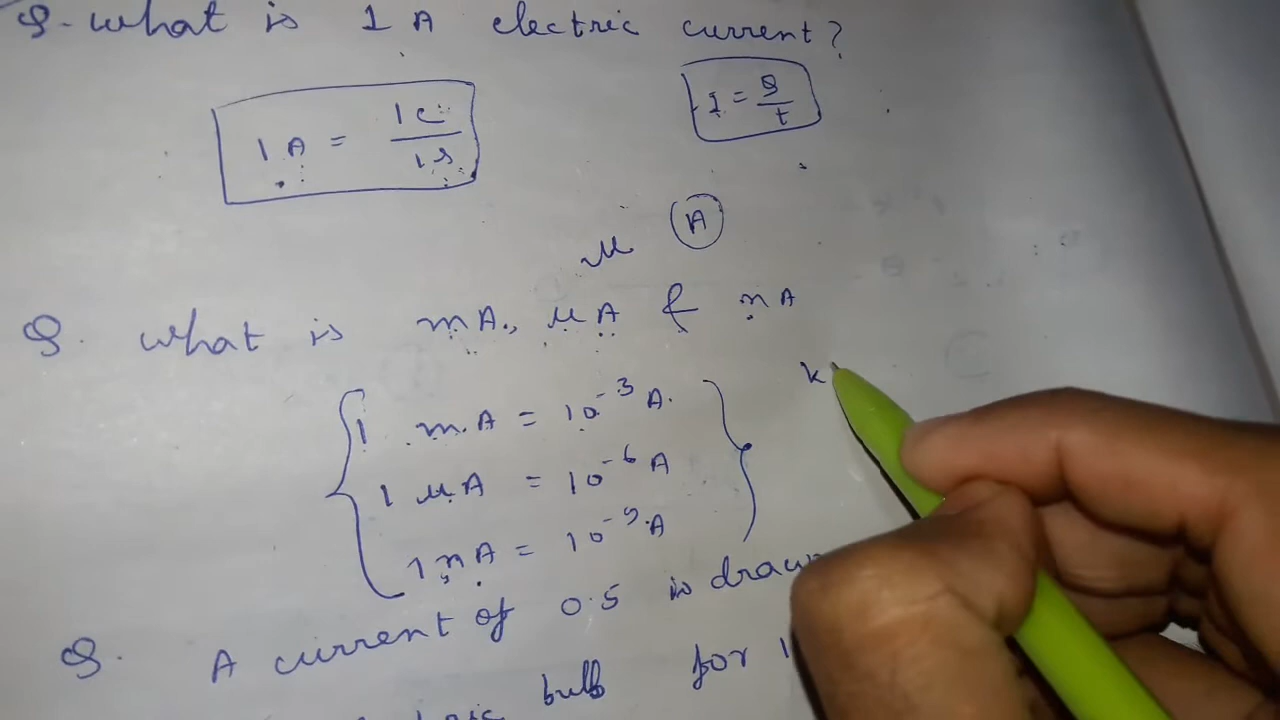 Q. What is 1 A electric current?
1 A = 1C / 1s
I = Q / t
μ A
Q. What is mA, μA & nA
k
1 mA = 10⁻³ A.
1 μA = 10⁻⁶ A
1 nA = 10⁻⁹ A
Q. A current of 0.5 is drawn
bulb for 1